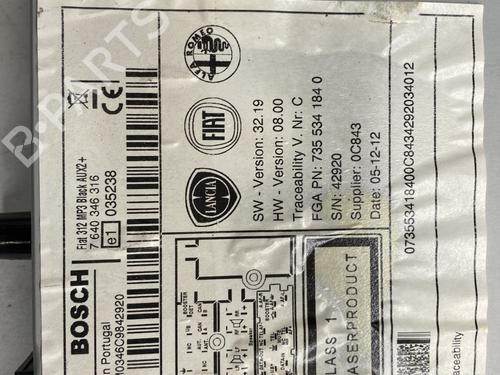 BOSCH
Fiat 312 MP3 Black AUX2+
7 640 346 316
e1 035238
CE
n Portugal
0346C9842920
ALFA ROMEO
FIAT
LANCIA
SW - Version: 32.19
HW - Version: 08.00
Traceability V. Nr: C
FGA PN: 735 534 184 0
S/N: 42920
Supplier: 0C843
Date: 05-12-12
073553418400C8434292034012
LASS 1
ASERPRODUCT
raceability
B-PARTS